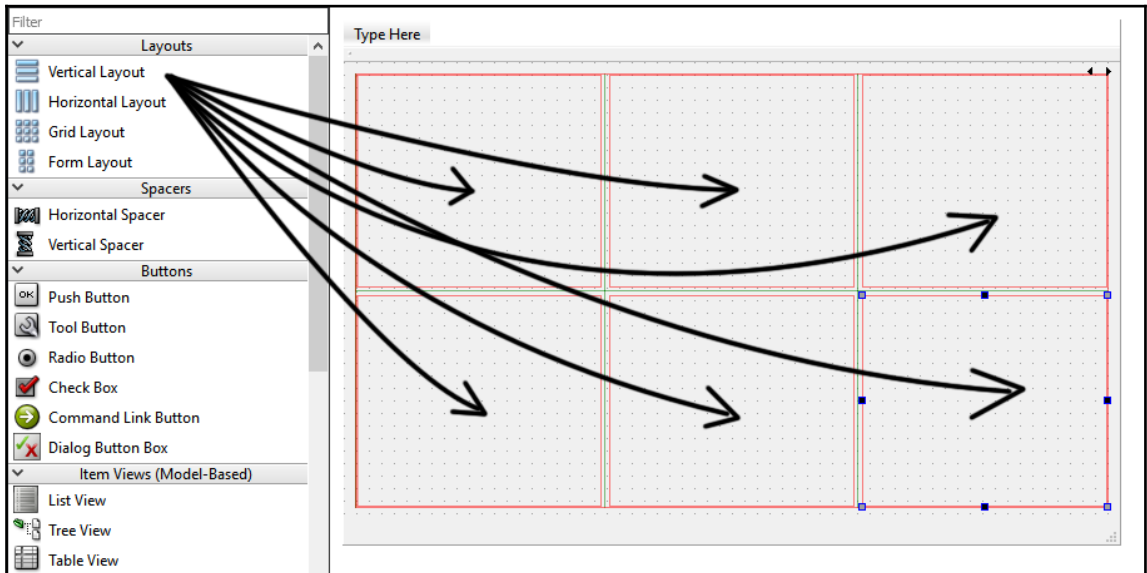 Filter
Layouts
Vertical Layout
Horizontal Layout
Grid Layout
Form Layout
Spacers
Horizontal Spacer
Vertical Spacer
Buttons
OK
Push Button
Tool Button
Radio Button
Check Box
Command Link Button
Dialog Button Box
Item Views (Model-Based)
List View
Tree View
Table View
Type Here